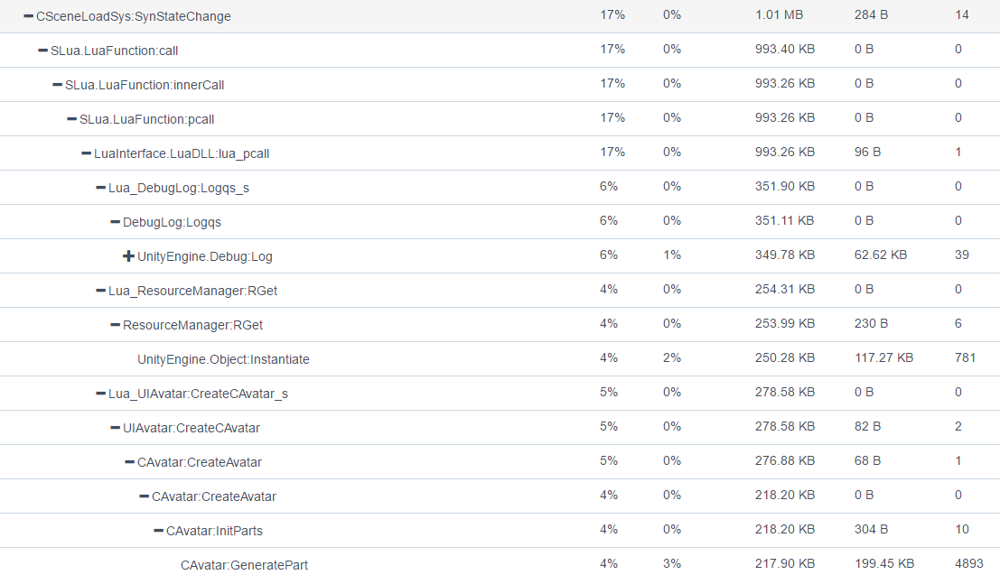 CSceneLoadSys:SynStateChange 17% 0% 1.01 MB 284 B 14
SLua.LuaFunction:call 17% 0% 993.40 KB 0 B 0
SLua.LuaFunction:innerCall 17% 0% 993.26 KB 0 B 0
SLua.LuaFunction:pcall 17% 0% 993.26 KB 0 B 0
LuaInterface.LuaDLL:lua_pcall 17% 0% 993.26 KB 96 B 1
Lua_DebugLog:Logqs_s 6% 0% 351.90 KB 0 B 0
DebugLog:Logqs 6% 0% 351.11 KB 0 B 0
UnityEngine.Debug:Log 6% 1% 349.78 KB 62.62 KB 39
Lua_ResourceManager:RGet 4% 0% 254.31 KB 0 B 0
ResourceManager:RGet 4% 0% 253.99 KB 230 B 6
UnityEngine.Object:Instantiate 4% 2% 250.28 KB 117.27 KB 781
Lua_UIAvatar:CreateCAvatar_s 5% 0% 278.58 KB 0 B 0
UIAvatar:CreateCAvatar 5% 0% 278.58 KB 82 B 2
CAvatar:CreateAvatar 5% 0% 276.88 KB 68 B 1
CAvatar:CreateAvatar 4% 0% 218.20 KB 0 B 0
CAvatar:InitParts 4% 0% 218.20 KB 304 B 10
CAvatar:GeneratePart 4% 3% 217.90 KB 199.45 KB 4893